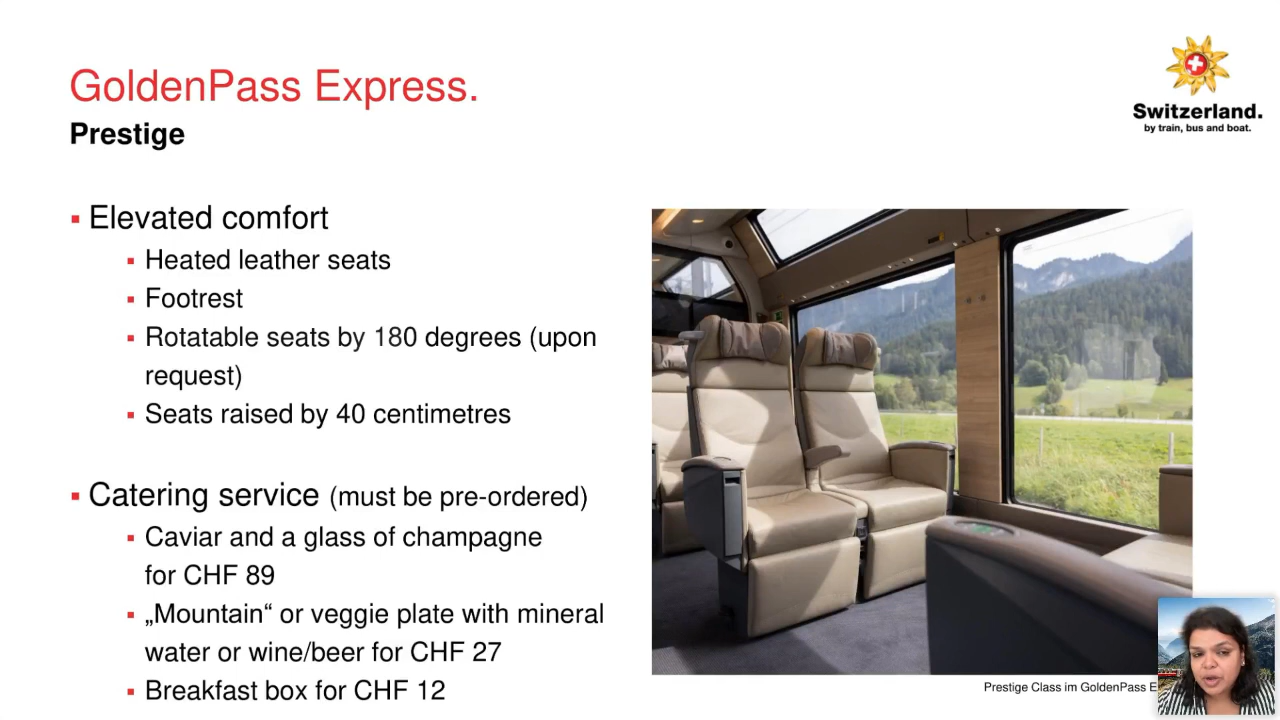 GoldenPass Express.
Prestige
Switzerland.
by train, bus and boat.
▪ Elevated comfort
▪ Heated leather seats
▪ Footrest
▪ Rotatable seats by 180 degrees (upon
request)
▪ Seats raised by 40 centimetres
▪ Catering service (must be pre-ordered)
▪ Caviar and a glass of champagne
for CHF 89
▪ „Mountain“ or veggie plate with mineral
water or wine/beer for CHF 27
▪ Breakfast box for CHF 12
Prestige Class im GoldenPass E